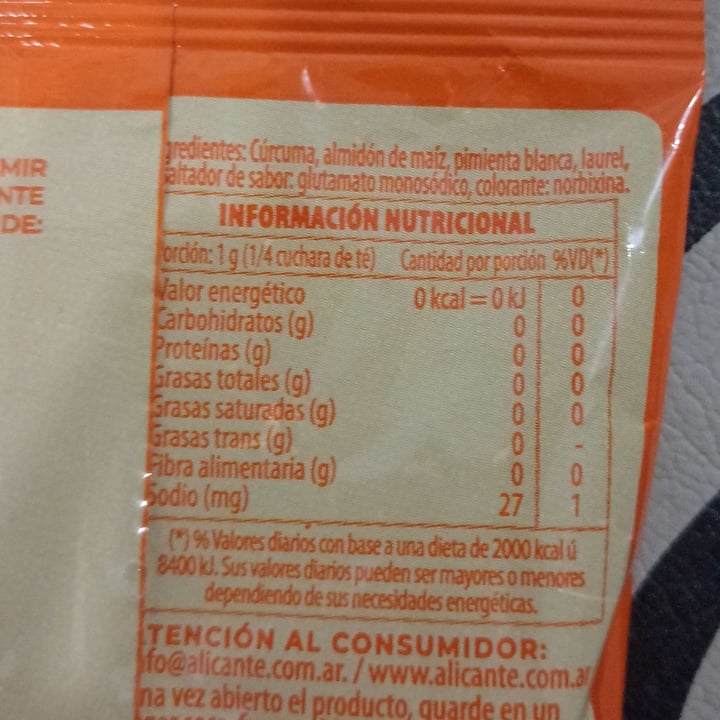 MIR
NTE
DE:
gredientes: Cúrcuma, almidón de maíz, pimienta blanca, laurel,
altador de sabor: glutamato monosódico, colorante: norbixina.
INFORMACIÓN NUTRICIONAL
orción: 1 g (1/4 cuchara de té) Cantidad por porción %VD(*)
Valor energético 0 kcal = 0 kJ 0
Carbohidratos (g) 0 0
Proteínas (g) 0 0
Grasas totales (g) 0 0
Grasas saturadas (g) 0 0
Grasas trans (g) 0 -
Fibra alimentaria (g) 0 0
Sodio (mg) 27 1
(*) % Valores diarios con base a una dieta de 2000 kcal ú
8400 kJ. Sus valores diarios pueden ser mayores o menores
dependiendo de sus necesidades energéticas.
TENCIÓN AL CONSUMIDOR:
nfo@alicante.com.ar. / www.alicante.com.a
na vez abierto el producto, guarde en un